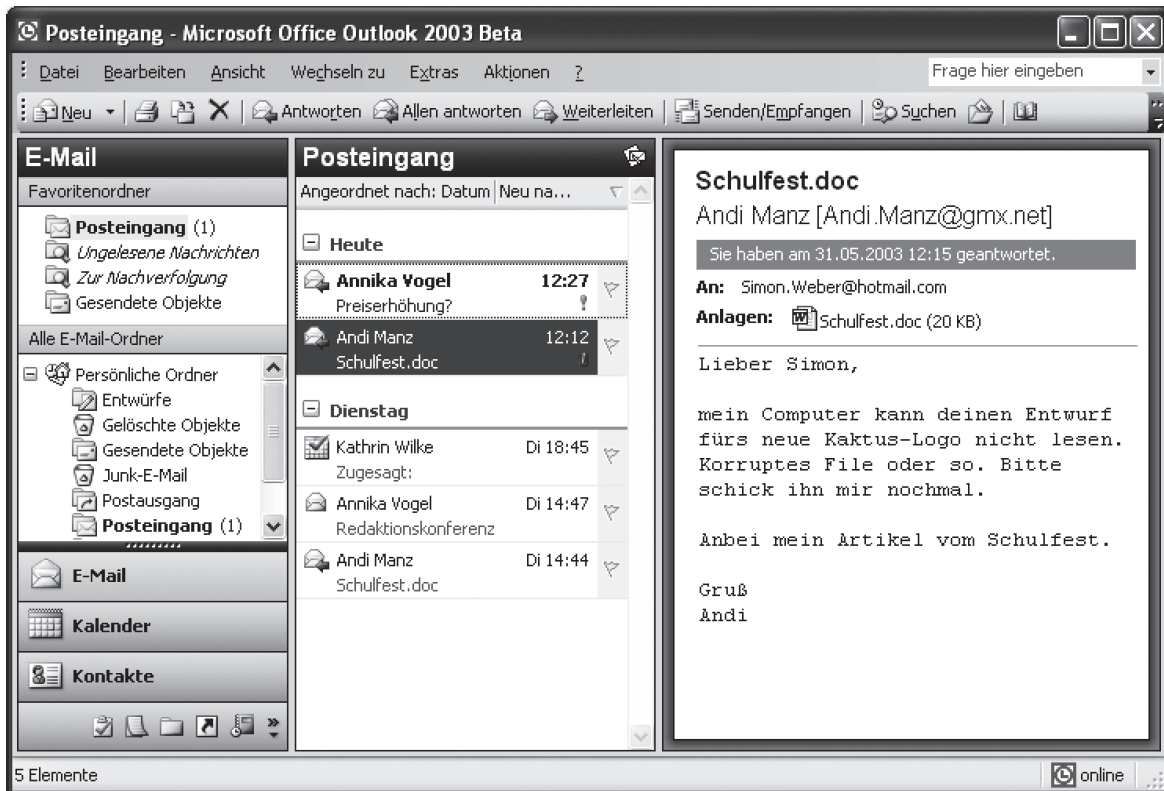 Posteingang - Microsoft Office Outlook 2003 Beta
Datei Bearbeiten Ansicht Wechseln zu Extras Aktionen ?
Frage hier eingeben
Neu Antworten Allen antworten Weiterleiten Senden/Empfangen Suchen
E-Mail
Favoritenordner
Posteingang (1)
Ungelesene Nachrichten
Zur Nachverfolgung
Gesendete Objekte
Alle E-Mail-Ordner
Persönliche Ordner
Entwürfe
Gelöschte Objekte
Gesendete Objekte
Junk-E-Mail
Postausgang
Posteingang (1)
E-Mail
Kalender
Kontakte
Posteingang
Angeordnet nach: Datum Neu na...
Heute
Annika Vogel 12:27
Preiserhöhung?
Andi Manz 12:12
Schulfest.doc
Dienstag
Kathrin Wilke Di 18:45
Zugesagt:
Annika Vogel Di 14:47
Redaktionskonferenz
Andi Manz Di 14:44
Schulfest.doc
Schulfest.doc
Andi Manz [Andi.Manz@gmx.net]
Sie haben am 31.05.2003 12:15 geantwortet.
An: Simon.Weber@hotmail.com
Anlagen: Schulfest.doc (20 KB)
Lieber Simon,
mein Computer kann deinen Entwurf
fürs neue Kaktus-Logo nicht lesen.
Korruptes File oder so. Bitte
schick ihn mir nochmal.
Anbei mein Artikel vom Schulfest.
Gruß
Andi
5 Elemente
online